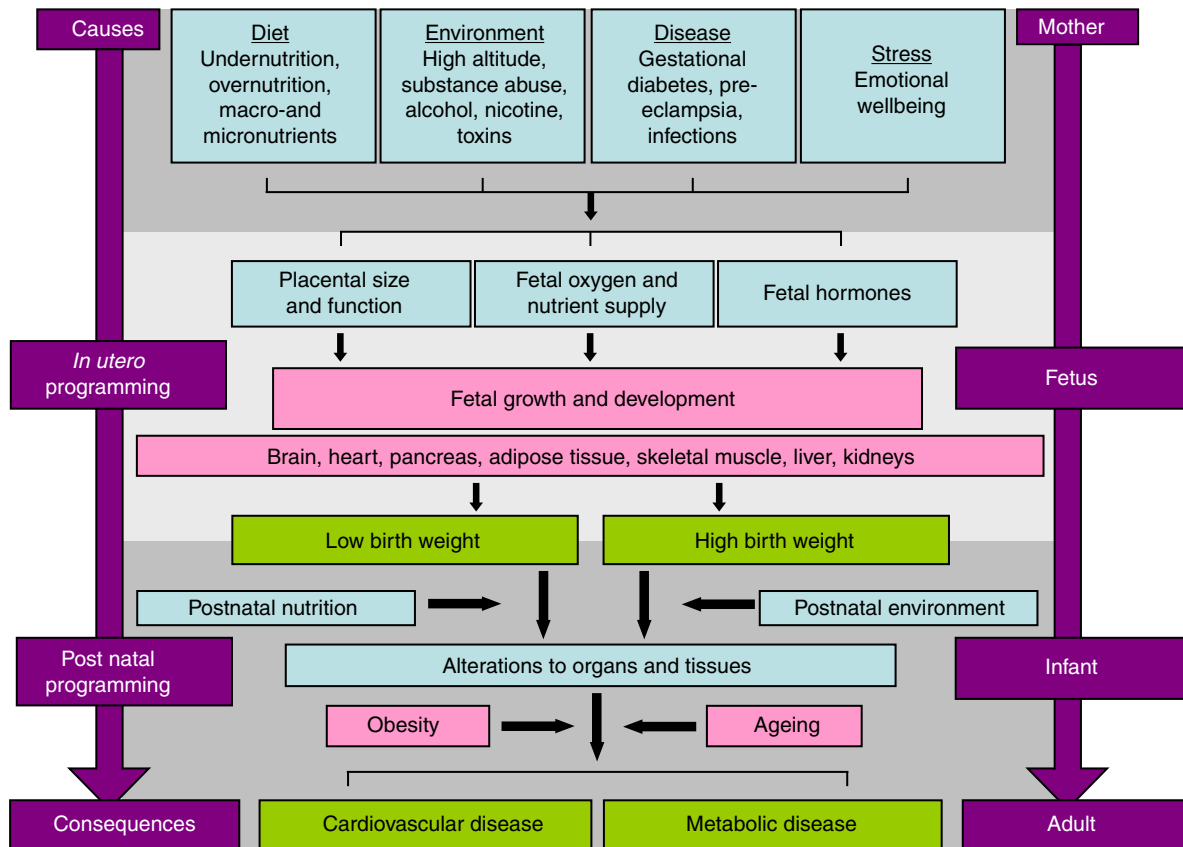 Causes
Diet
Undernutrition,
overnutrition,
macro-and
micronutrients
Environment
High altitude,
substance abuse,
alcohol, nicotine,
toxins
Disease
Gestational
diabetes, pre-
eclampsia,
infections
Stress
Emotional
wellbeing
Mother
Placental size
and function
Fetal oxygen and
nutrient supply
Fetal hormones
In utero
programming
Fetal growth and development
Fetus
Brain, heart, pancreas, adipose tissue, skeletal muscle, liver, kidneys
Low birth weight
High birth weight
Postnatal nutrition
Postnatal environment
Post natal
programming
Alterations to organs and tissues
Infant
Obesity
Ageing
Consequences
Cardiovascular disease
Metabolic disease
Adult